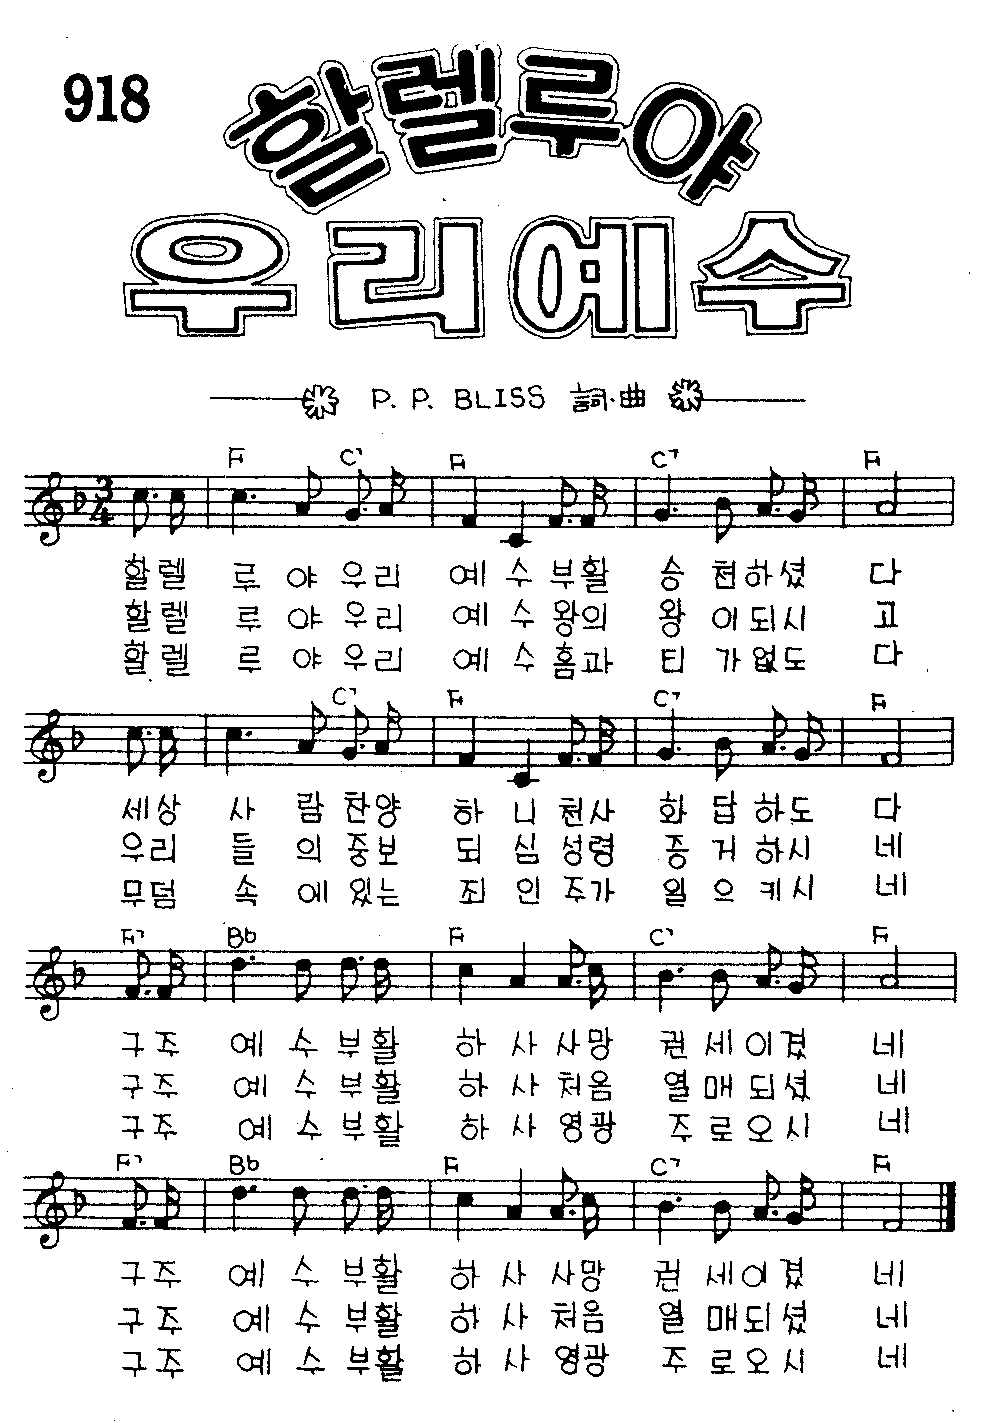 918
할렐루야
우리예수
P. P. BLISS 詞·曲
F C7 F C7 F
3/4
할렐 루 야 우리 예 수 부활 승 천하셨 다
할렐 루 야 우리 예 수 왕의 왕 이되시 고
할렐 루 야 우리 예 수 흠과 티 가없도 다
C7 F C7 F
세상 사 람 찬양 하 니 천사 화 답 하도 다
우리 들 의 중보 되 심 성령 증 거 하시 네
무덤 속 에 있는 죄 인 주가 일 으 키시 네
F7 Bb F C7 F
구주 예 수 부활 하 사 사망 권 세 이겼 네
구주 예 수 부활 하 사 처음 열 매 되셨 네
구주 예 수 부활 하 사 영광 주 로 오시 네
F7 Bb F C7 F
구주 예 수 부활 하 사 사망 권 세이겼 네
구주 예 수 부활 하 사 처음 열 매되셨 네
구주 예 수 부활 하 사 영광 주 로오시 네